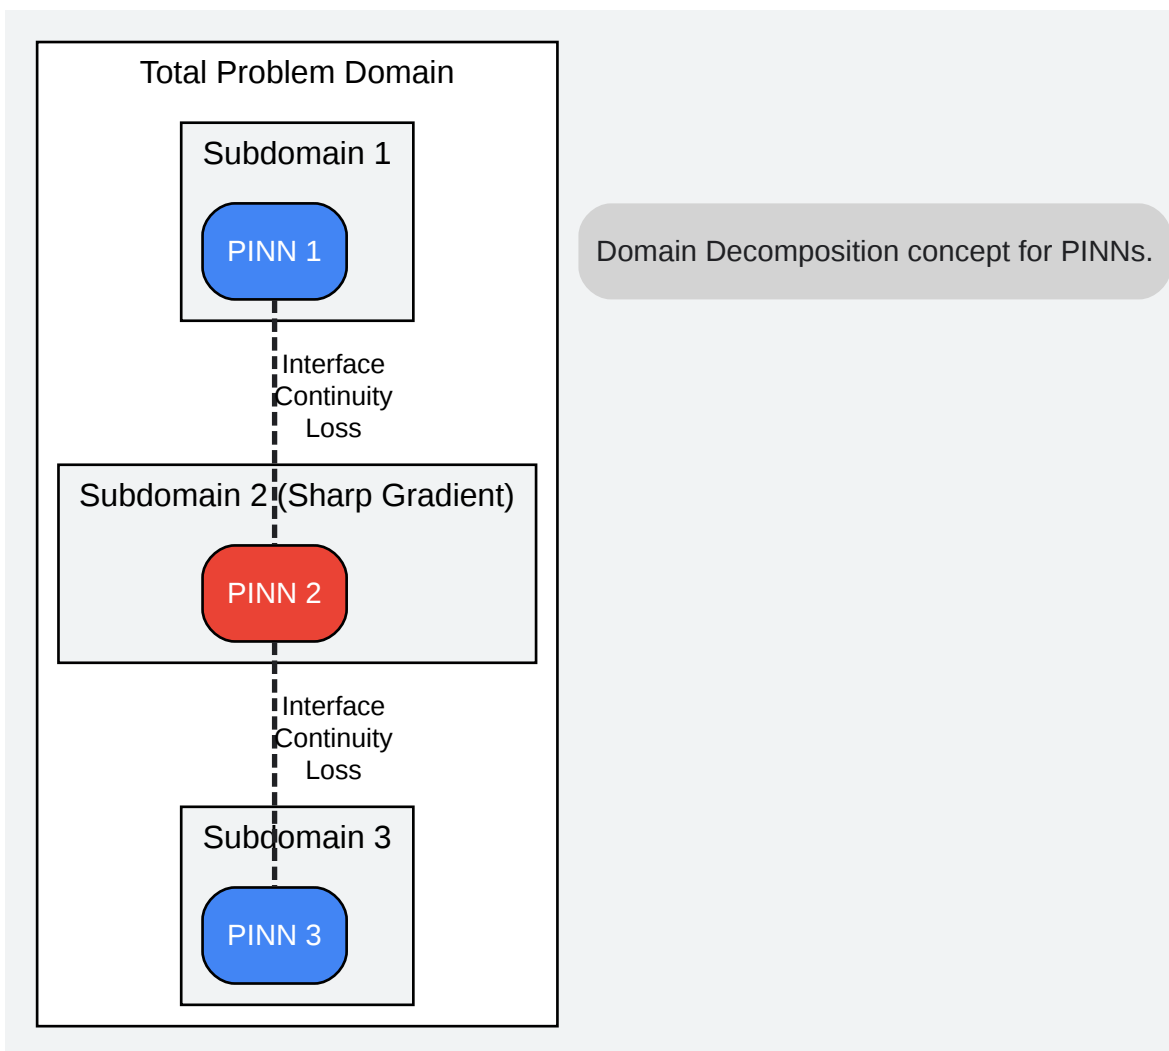 Total Problem Domain
Subdomain 1
PINN 1
Domain Decomposition concept for PINNs.
Interface
Continuity
Loss
Subdomain 2 (Sharp Gradient)
PINN 2
Interface
Continuity
Loss
Subdomain 3
PINN 3